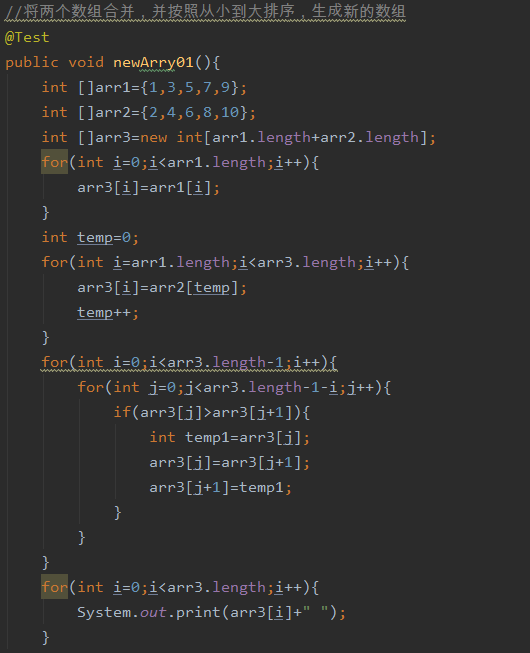 //将两个数组合并，并按照从小到大排序，生成新的数组
@Test
public void newArry01(){
    int []arr1={1,3,5,7,9};
    int []arr2={2,4,6,8,10};
    int []arr3=new int[arr1.length+arr2.length];
    for(int i=0;i<arr1.length;i++){
        arr3[i]=arr1[i];
    }
    int temp=0;
    for(int i=arr1.length;i<arr3.length;i++){
        arr3[i]=arr2[temp];
        temp++;
    }
    for(int i=0;i<arr3.length-1;i++){
        for(int j=0;j<arr3.length-1-i;j++){
            if(arr3[j]>arr3[j+1]){
                int temp1=arr3[j];
                arr3[j]=arr3[j+1];
                arr3[j+1]=temp1;
            }
        }
    }
    for(int i=0;i<arr3.length;i++){
        System.out.print(arr3[i]+" ");
    }